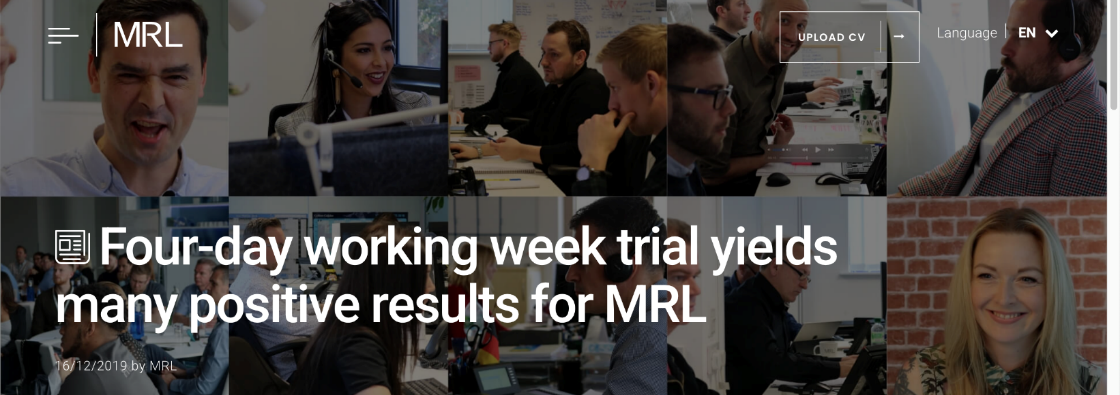 MRL
UPLOAD CV
Language
EN
Four-day working week trial yields
many positive results for MRL
16/12/2019 by MRL